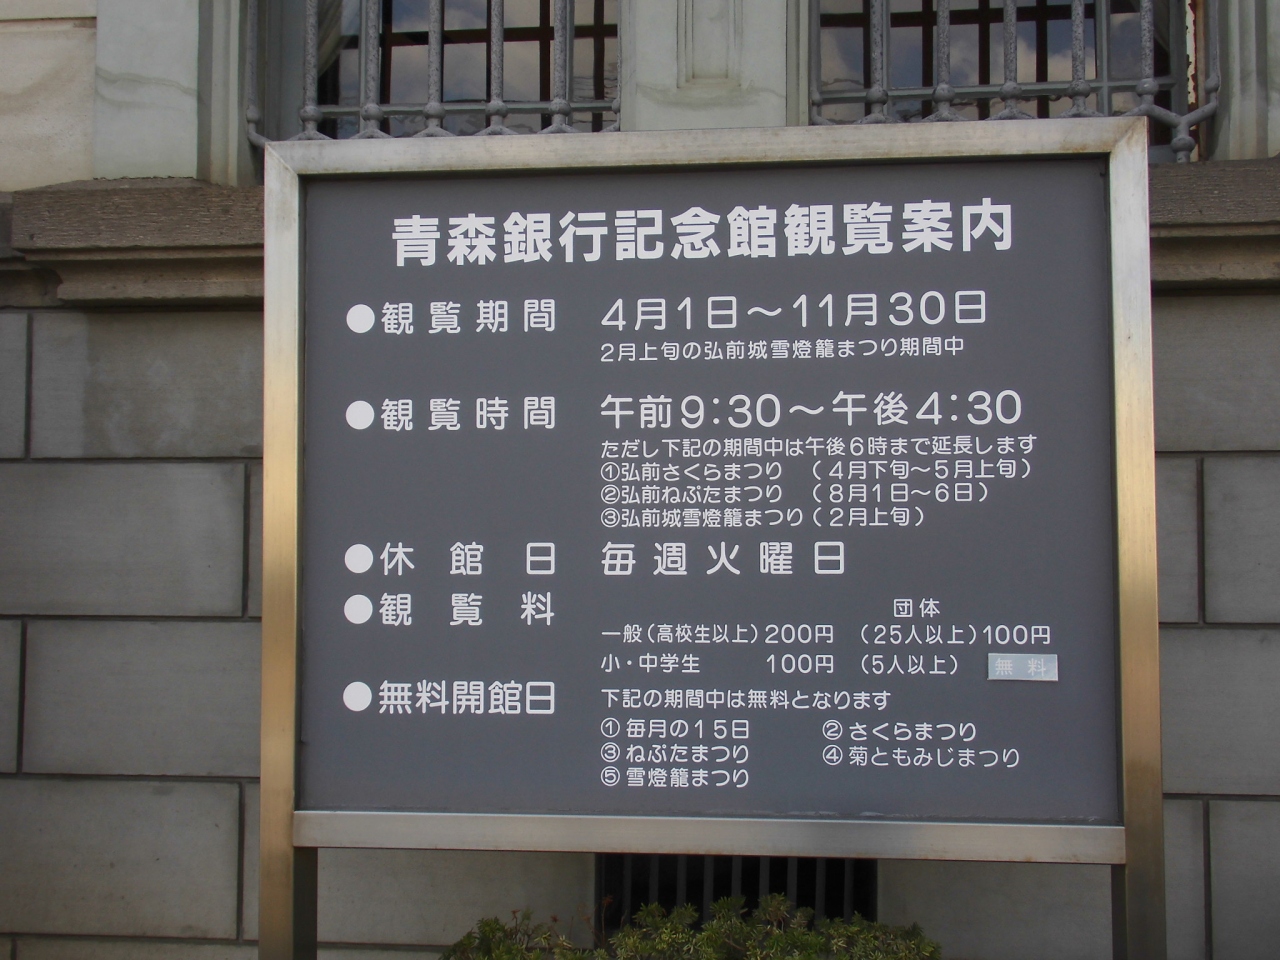 青森銀行記念館観覧案内
●観覧期間 4月1日～11月30日
2月上旬の弘前城雪燈籠まつり期間中
●観覧時間 午前9:30～午後4:30
ただし下記の期間中は午後6時まで延長します
①弘前さくらまつり (4月下旬～5月上旬)
②弘前ねぷたまつり (8月1日～6日)
③弘前城雪燈籠まつり(2月上旬)
●休館日 毎週火曜日
●観覧料
団体
一般(高校生以上)200円 (25人以上)100円
小・中学生 100円 (5人以上) 無料
●無料開館日 下記の期間中は無料となります
①毎月の15日 ②さくらまつり
③ねぷたまつり ④菊ともみじまつり
⑤雪燈籠まつり